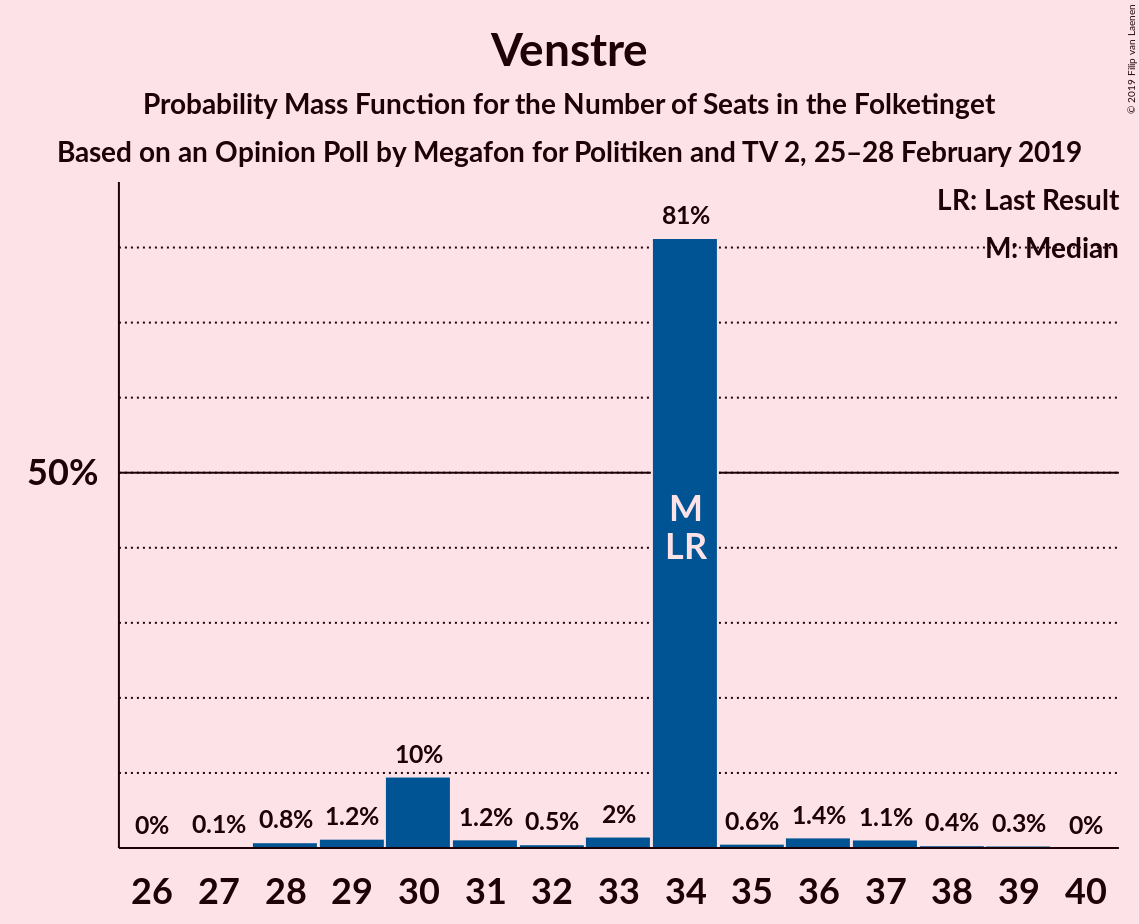 Venstre
Probability Mass Function for the Number of Seats in the Folketinget
Based on an Opinion Poll by Megafon for Politiken and TV 2, 25–28 February 2019
© 2019 Filip van Laenen
LR: Last Result
M: Median
81%
50%
M
LR
10%
0% 0.1% 0.8% 1.2% 1.2% 0.5% 2% 0.6% 1.4% 1.1% 0.4% 0.3% 0%
26 27 28 29 30 31 32 33 34 35 36 37 38 39 40